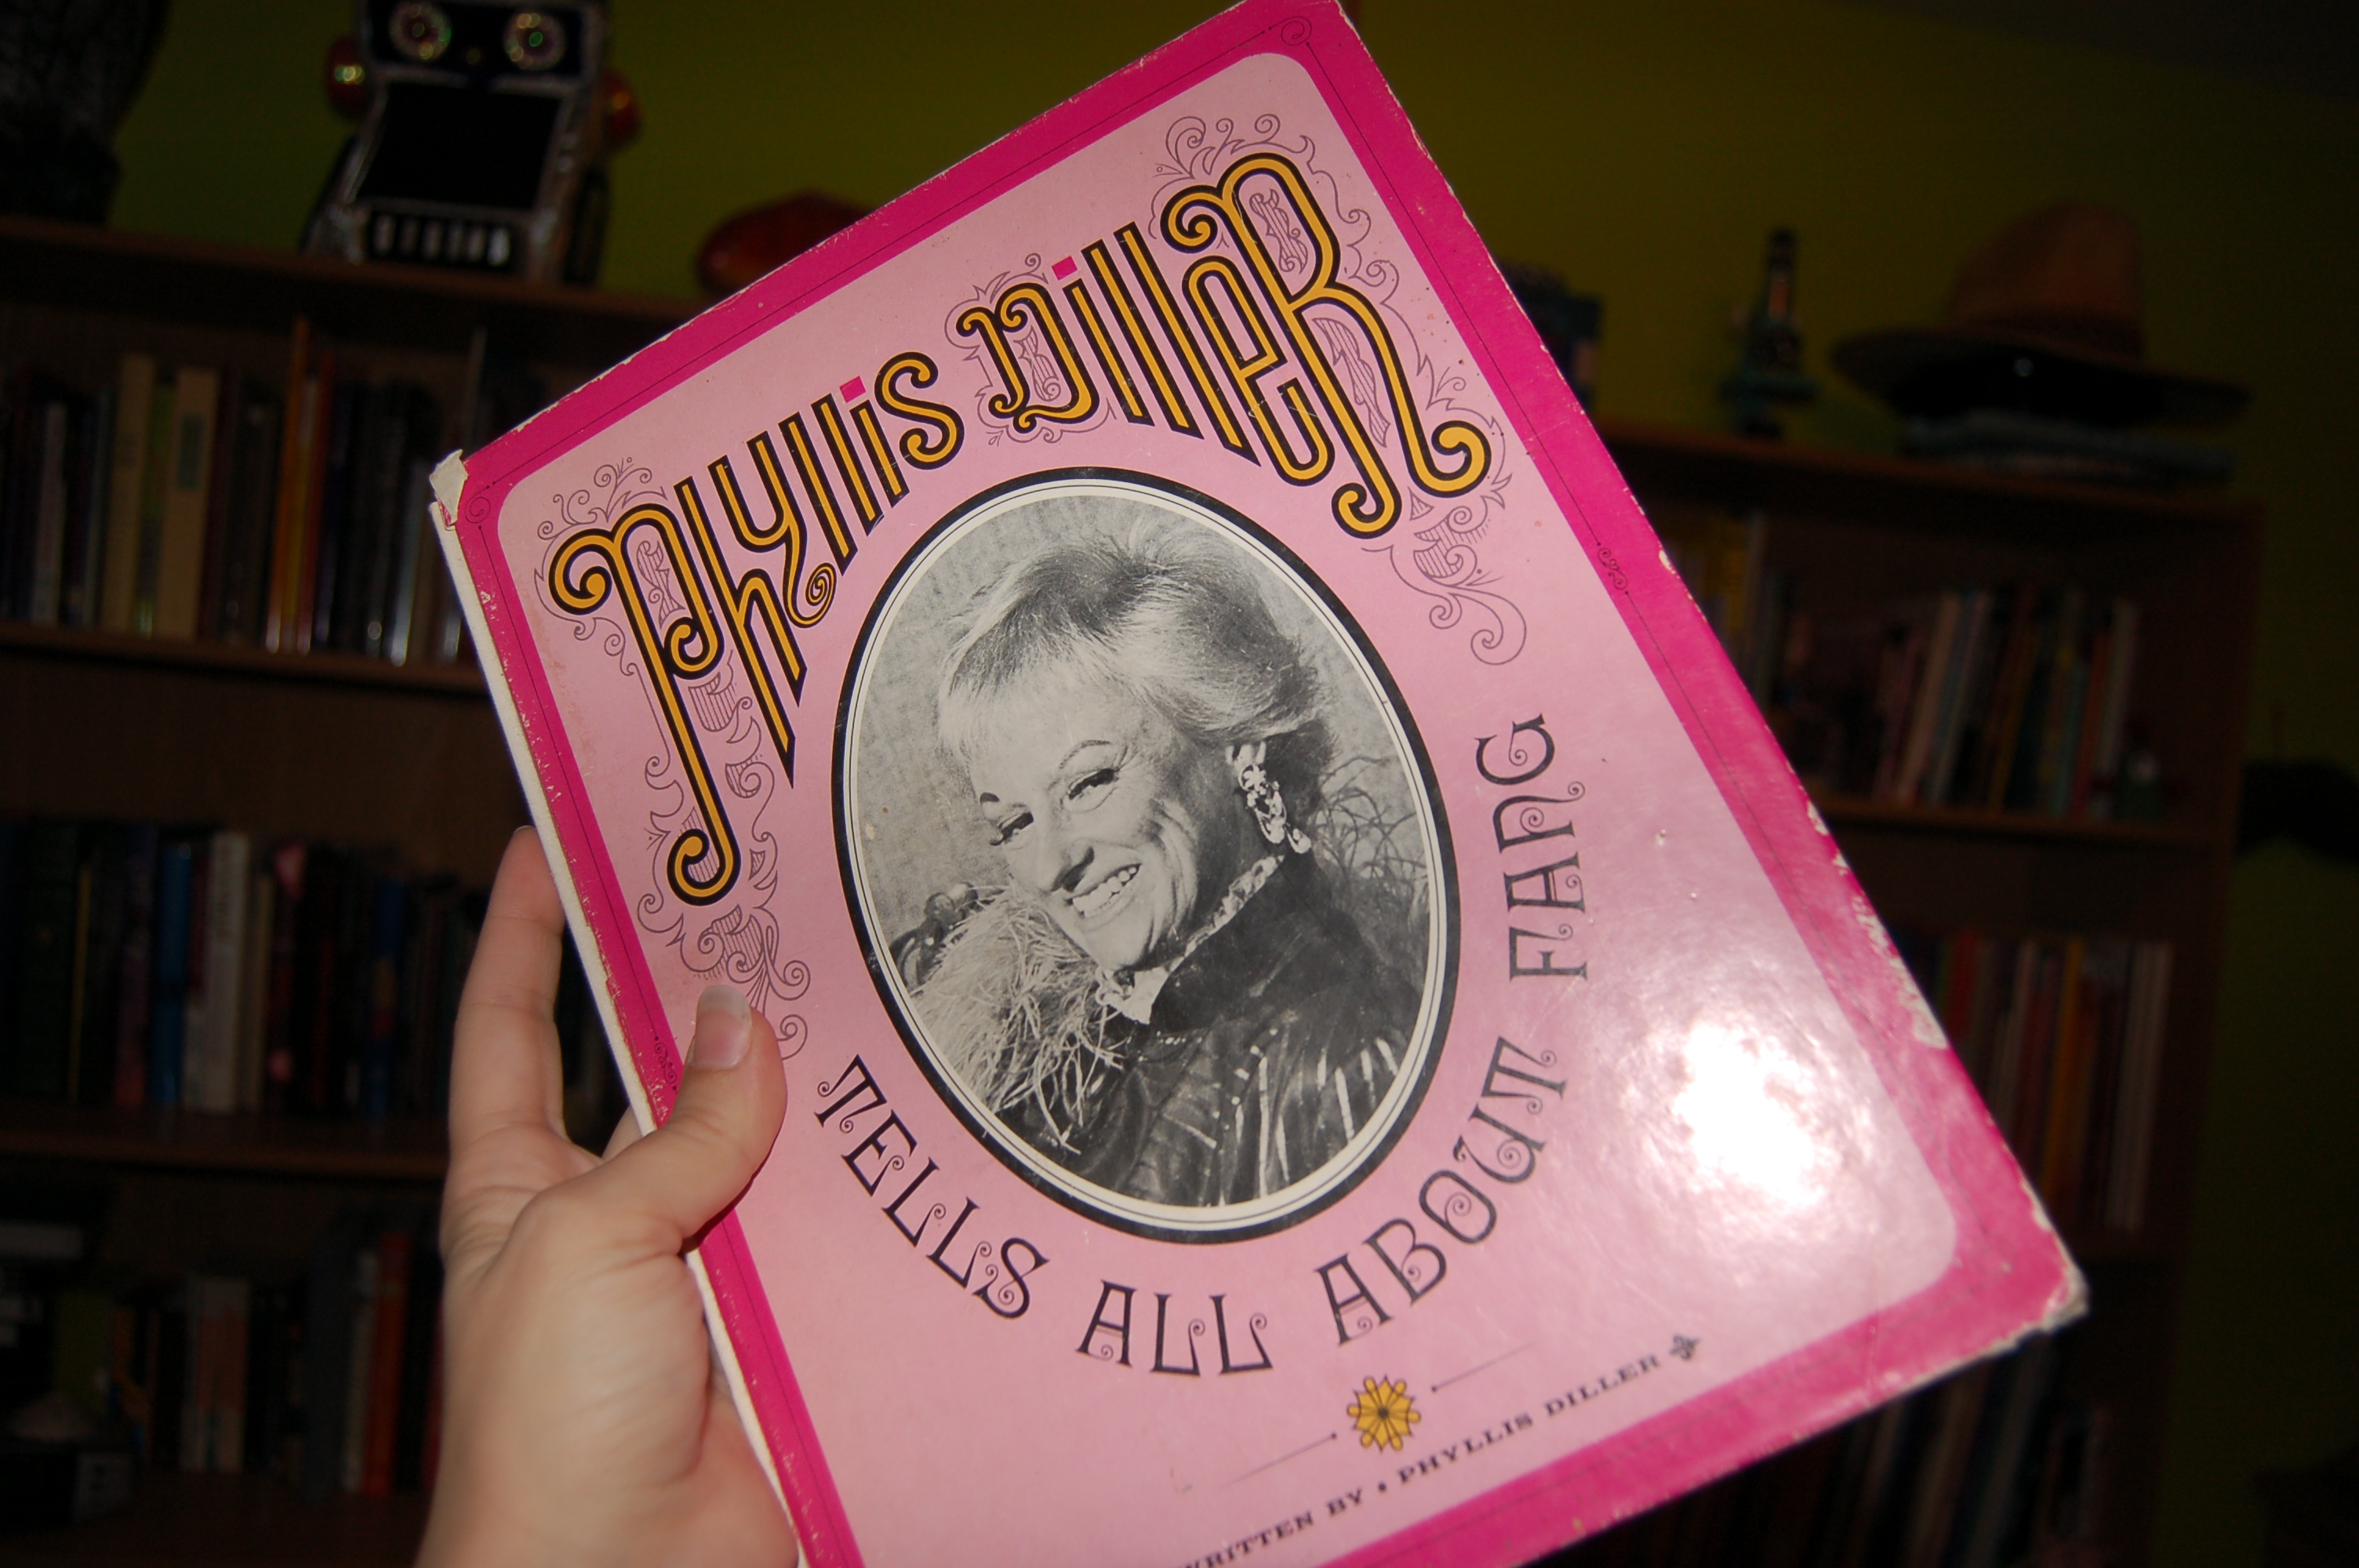 Phyllis Diller
TELLS ALL ABOUT FANG
WRITTEN BY • PHYLLIS DILLER